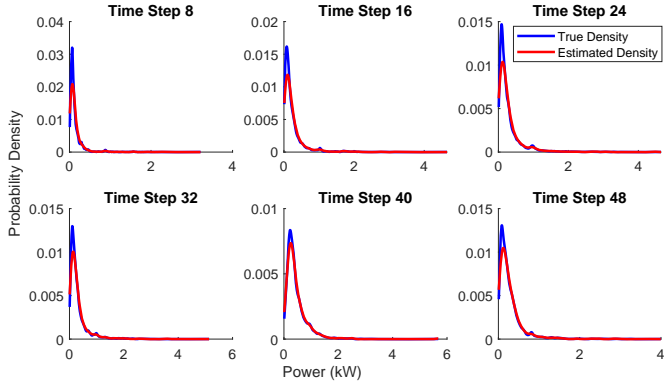 Time Step 8
Time Step 16
Time Step 24
0.04
0.03
0.02
0.01
0
0 2 4
0.02
0.015
0.01
0.005
0
0 2 4
0.015
0.01
0.005
0
0 2 4
True Density
Estimated Density
Probability Density
Time Step 32
Time Step 40
Time Step 48
0.015
0.01
0.005
0
0 2 4 6
0.01
0.005
0
0 2 4 6
0.015
0.01
0.005
0
0 1 2 3 4
Power (kW)